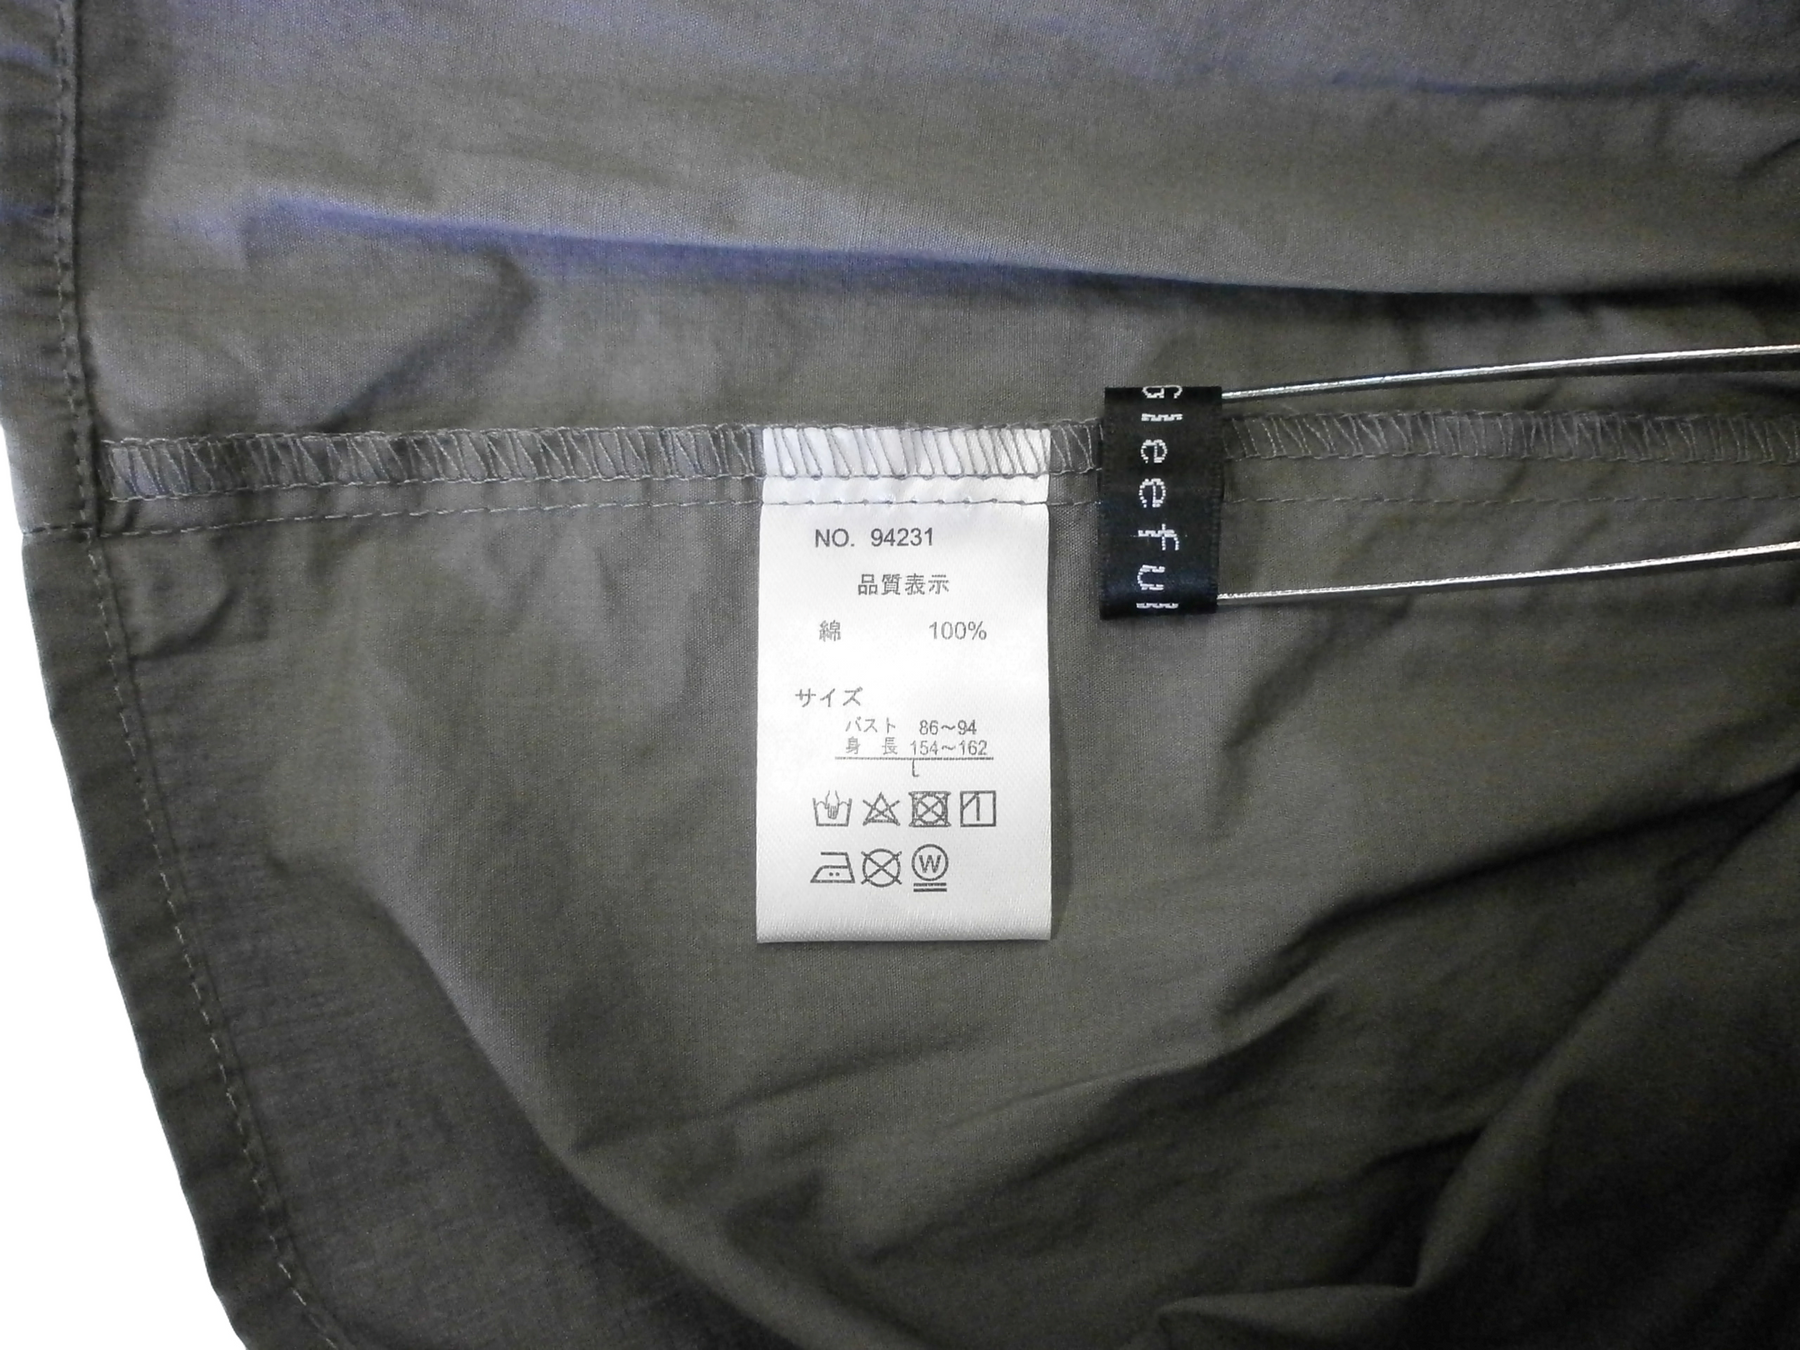 NO. 94231
品質表示
綿 100%
サイズ
バスト 86～94
身 長 154～162
L
W
Gleeful